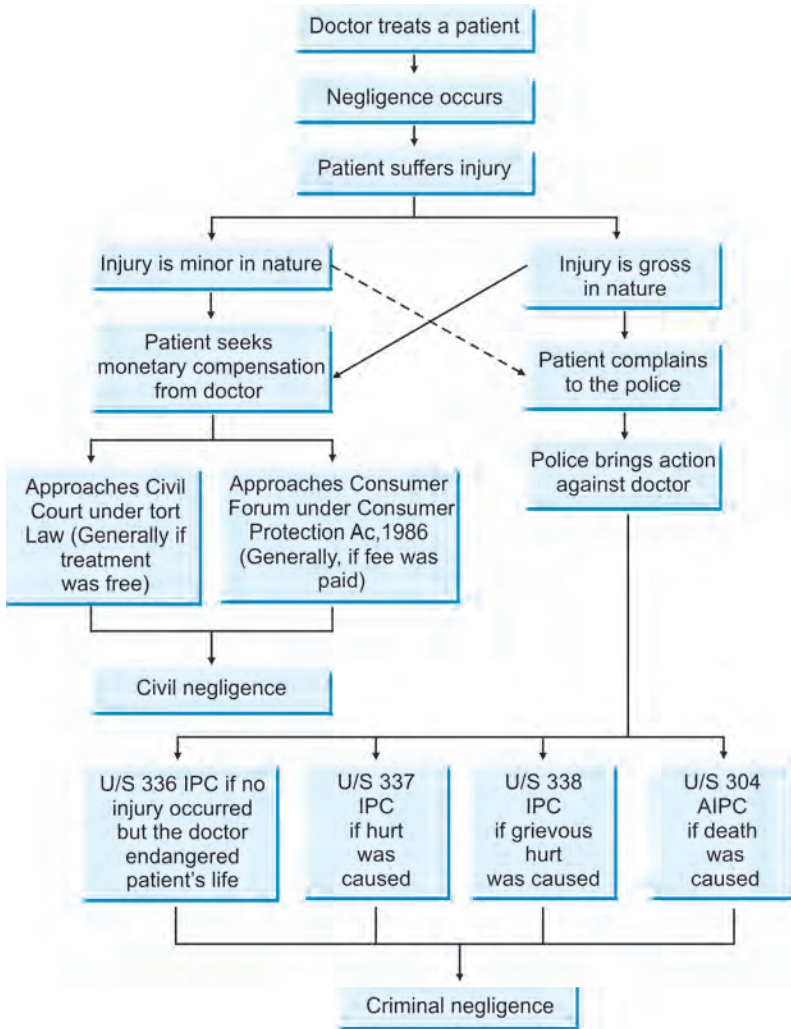 Doctor treats a patient
Negligence occurs
Patient suffers injury
Injury is minor in nature
Injury is gross
in nature
Patient seeks
monetary compensation
from doctor
Patient complains
to the police
Approaches Civil
Court under tort
Law (Generally if
treatment
was free)
Approaches Consumer
Forum under Consumer
Protection Ac,1986
(Generally, if fee was
paid)
Police brings action
against doctor
Civil negligence
U/S 336 IPC if no
injury occurred
but the doctor
endangered
patient's life
U/S 337
IPC
if hurt
was
caused
U/S 338
IPC
if grievous
hurt
was caused
U/S 304
AIPC
if death
was
caused
Criminal negligence